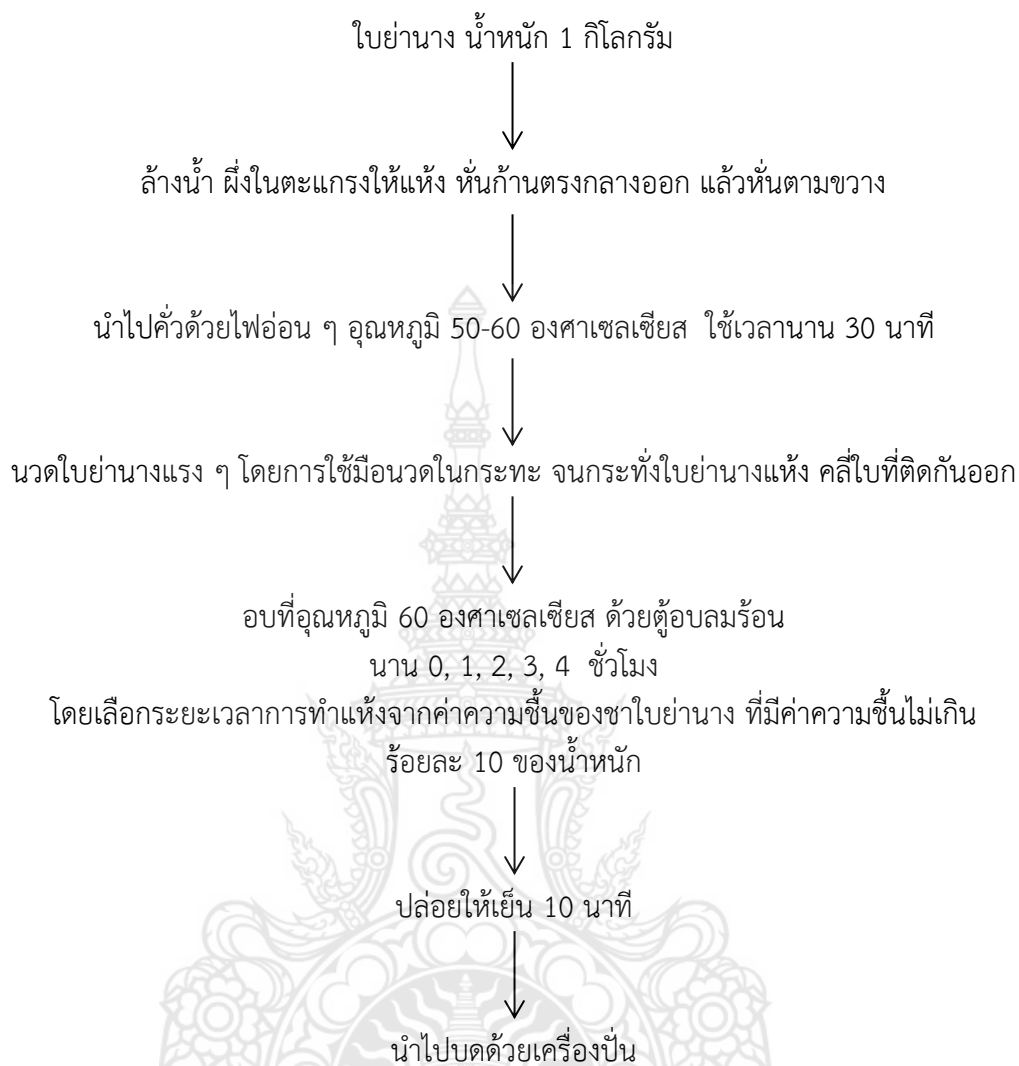 ใบย่านาง น้ำหนัก 1 กิโลกรัม
ล้างน้ำ ผึ่งในตะแกรงให้แห้ง หั่นก้านตรงกลางออก แล้วหั่นตามขวาง
นำไปคั่วด้วยไฟอ่อน ๆ อุณหภูมิ 50-60 องศาเซลเซียส ใช้เวลานาน 30 นาที
นวดใบย่านางแรง ๆ โดยการใช้มือนวดในกระทะ จนกระทั่งใบย่านางแห้ง คลี่ใบที่ติดกันออก
อบที่อุณหภูมิ 60 องศาเซลเซียส ด้วยตู้อบลมร้อน
นาน 0, 1, 2, 3, 4 ชั่วโมง
โดยเลือกระยะเวลาการทำแห้งจากค่าความชื้นของชาใบย่านาง ที่มีค่าความชื้นไม่เกิน
ร้อยละ 10 ของน้ำหนัก
ปล่อยให้เย็น 10 นาที
นำไปบดด้วยเครื่องปั่น